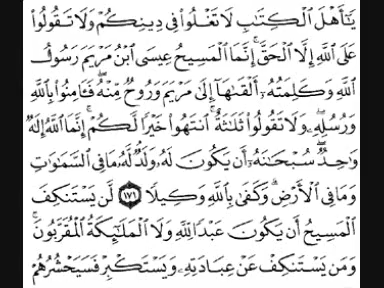 يَٰٓأَهۡلَ ٱلۡكِتَٰبِ لَا تَغۡلُواْ فِي دِينِكُمۡ وَلَا تَقُولُواْ
عَلَى ٱللَّهِ إِلَّا ٱلۡحَقَّۚ إِنَّمَا ٱلۡمَسِيحُ عِيسَى ٱبۡنُ مَرۡيَمَ رَسُولُ
ٱللَّهِ وَكَلِمَتُهُۥٓ أَلۡقَىٰهَآ إِلَىٰ مَرۡيَمَ وَرُوحٞ مِّنۡهُۖ فَـَٔامِنُواْ بِٱللَّهِ
وَرُسُلِهِۦۖ وَلَا تَقُولُواْ ثَلَٰثَةٌۚ ٱنتَهُواْ خَيۡرٗا لَّكُمۡۚ إِنَّمَا ٱللَّهُ إِلَٰهٞ
وَٰحِدٞۖ سُبۡحَٰنَهُۥٓ أَن يَكُونَ لَهُۥ وَلَدٞۘ لَّهُۥ مَا فِي ٱلسَّمَٰوَٰتِ
وَمَا فِي ٱلۡأَرۡضِۗ وَكَفَىٰ بِٱللَّهِ وَكِيلٗا ١٧١ لَّن يَسۡتَنكِفَ
ٱلۡمَسِيحُ أَن يَكُونَ عَبۡدٗا لِّلَّهِ وَلَا ٱلۡمَلَٰٓئِكَةُ ٱلۡمُقَرَّبُونَۚ
وَمَن يَسۡتَنكِفۡ عَنۡ عِبَادَتِهِۦ وَيَسۡتَكۡبِرۡ فَسَيَحۡشُرُهُمۡ